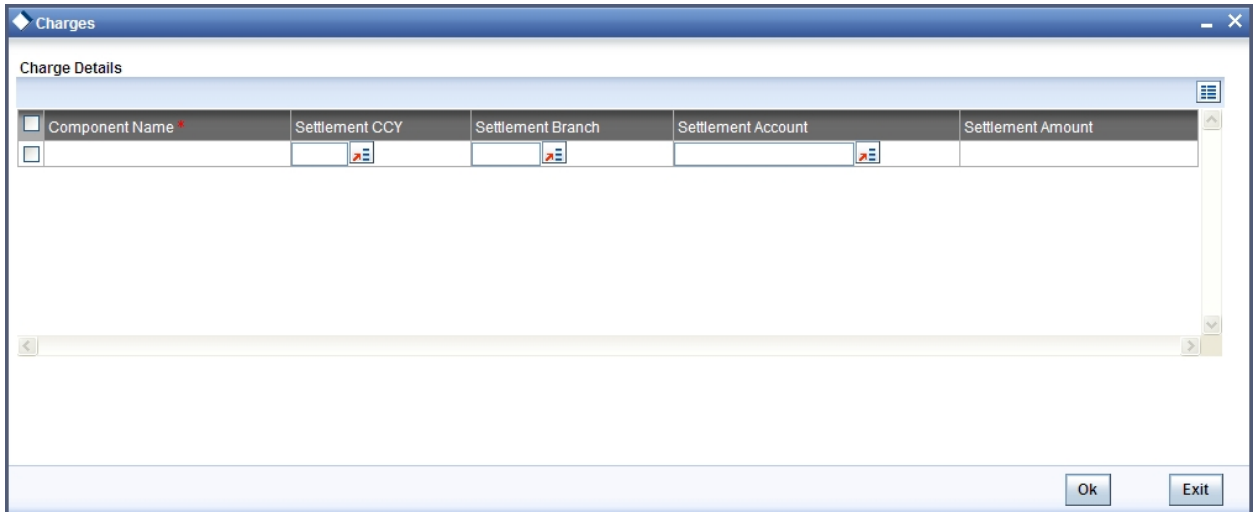 Charges
Charge Details
Component Name * Settlement CCY Settlement Branch Settlement Account Settlement Amount
Ok Exit